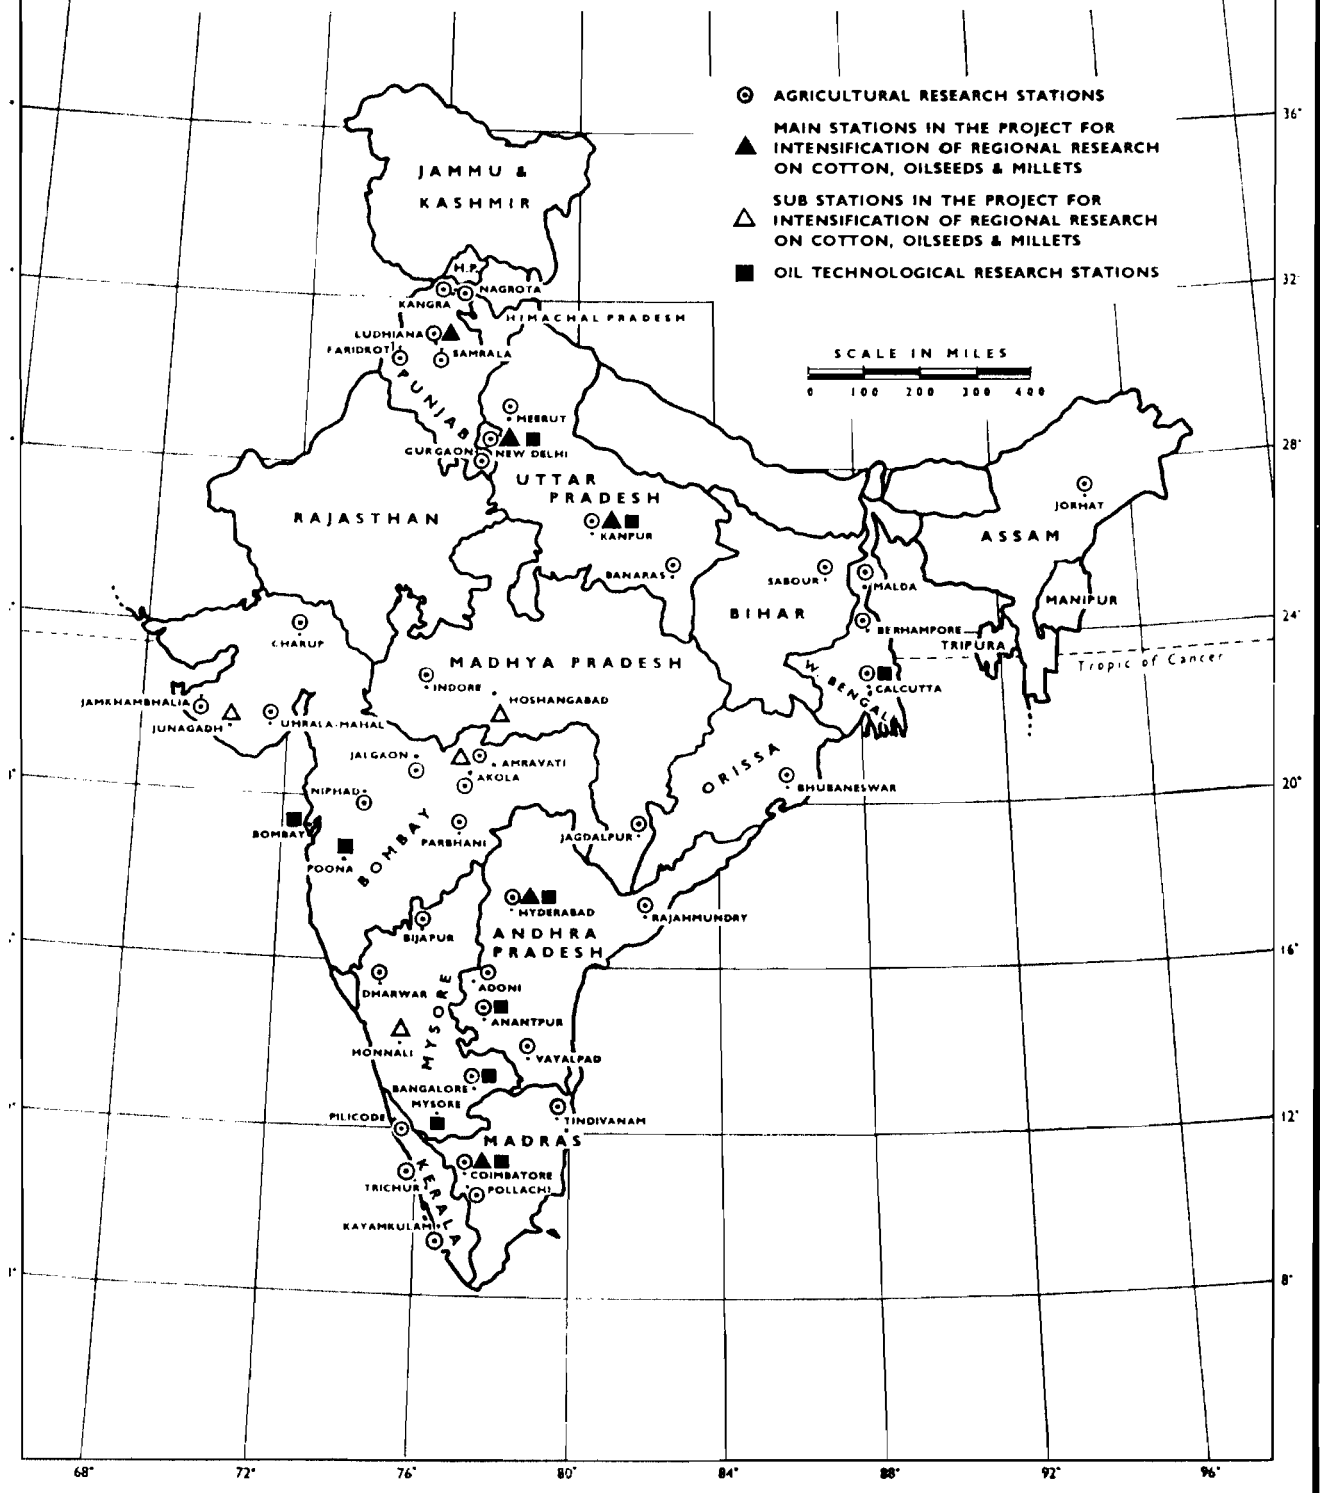 AGRICULTURAL RESEARCH STATIONS
MAIN STATIONS IN THE PROJECT FOR
INTENSIFICATION OF REGIONAL RESEARCH
ON COTTON, OILSEEDS & MILLETS
SUB STATIONS IN THE PROJECT FOR
INTENSIFICATION OF REGIONAL RESEARCH
ON COTTON, OILSEEDS & MILLETS
OIL TECHNOLOGICAL RESEARCH STATIONS
36°
JAMMU &
KASHMIR
H.P.
32°
NAGROTA
KANGRA
HIMACHAL PRADESH
LUDHIANA
FARIDKOT
SAMRALA
SCALE IN MILES
0 100 200 300 400
PUNJAB
MEERUT
28°
GURGAON
NEW DELHI
UTTAR
PRADESH
RAJASTHAN
JORHAT
KANPUR
ASSAM
BANARAS
SABOUR
MALDA
MANIPUR
BIHAR
24°
BERHAMPORE
CHARUP
TRIPURA
Tropic of Cancer
MADHYA PRADESH
W. BENGAL
INDORE
CALCUTTA
HOSHANGABAD
JAMKHAMBHALIA
JUNAGADH
UMRALA-MAHAL
JALGAON
AMRAVATI
AKOLA
ORISSA
20°
BHUBANESWAR
NIPHAD
BOMBAY
BOMBAY
PARBHANI
JAGDALPUR
POONA
HYDERABAD
RAJAHMUNDRY
ANDHRA
PRADESH
BIJAPUR
16°
DHARWAR
ADONI
MYSORE
ANANTPUR
HONNALI
VAYALPAD
BANGALORE
MYSORE
PILICODE
TINDIVANAM
12°
MADRAS
COIMBATORE
TRICHUR
POLLACHI
KERALA
KAYAMKULAM
8°
68° 72° 76° 80° 84° 88° 92° 96°